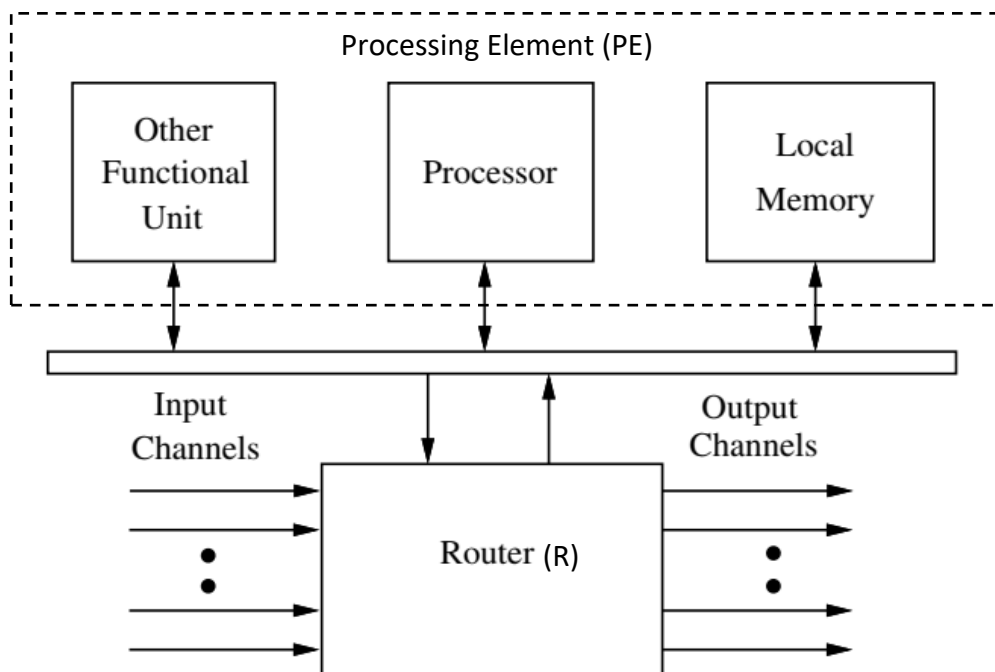 Processing Element (PE)
Other
Functional
Unit
Processor
Local
Memory
Input
Channels
Output
Channels
Router (R)